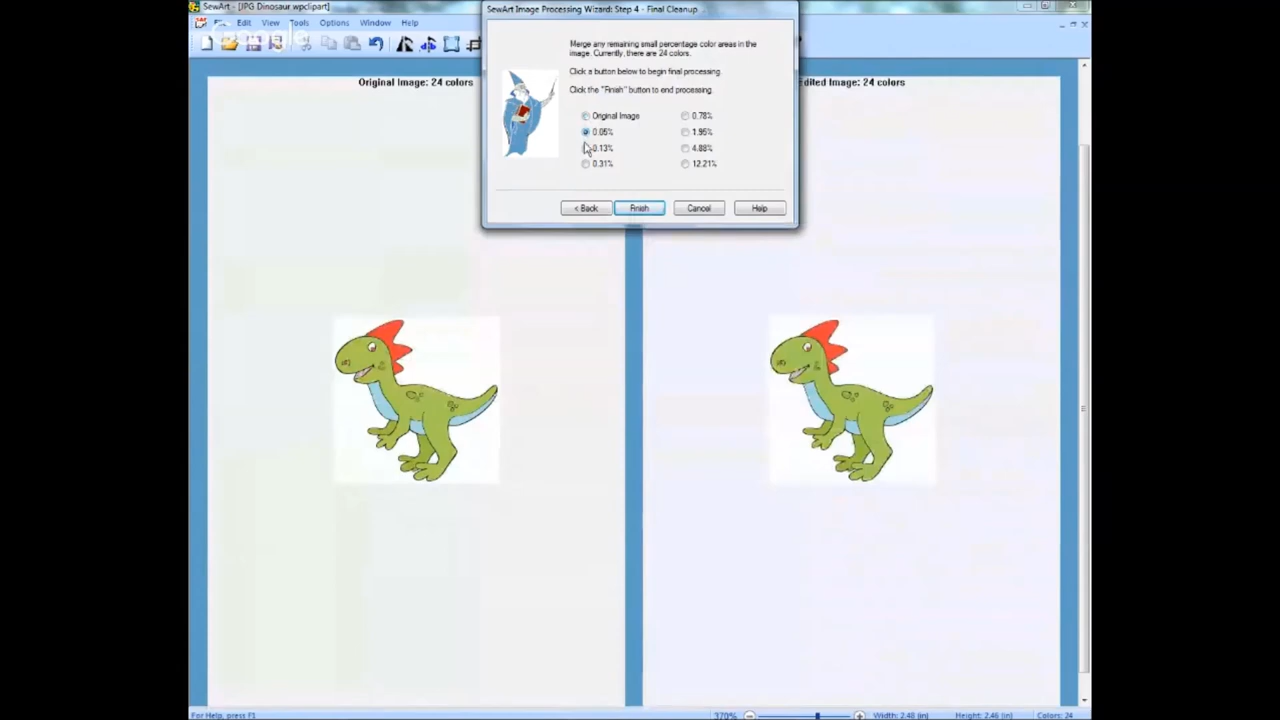 SewArt - [JPG Dinosaur wpclipart]
SewArt Image Processing Wizard: Step 4 - Final Cleanup
Edit View Tools Options Window Help
Merge any remaining small percentage color areas in the
image. Currently, there are 24 colors.
Click a button below to begin final processing.
Click the "Finish" button to end processing.
Original Image: 24 colors
Edited Image: 24 colors
Original Image 0.78%
0.05% 1.95%
0.13% 4.88%
0.31% 12.21%
< Back Finish Cancel Help
For Help, press F1
370% Width: 2.48 (in) Height: 2.46 (in) Colors: 24